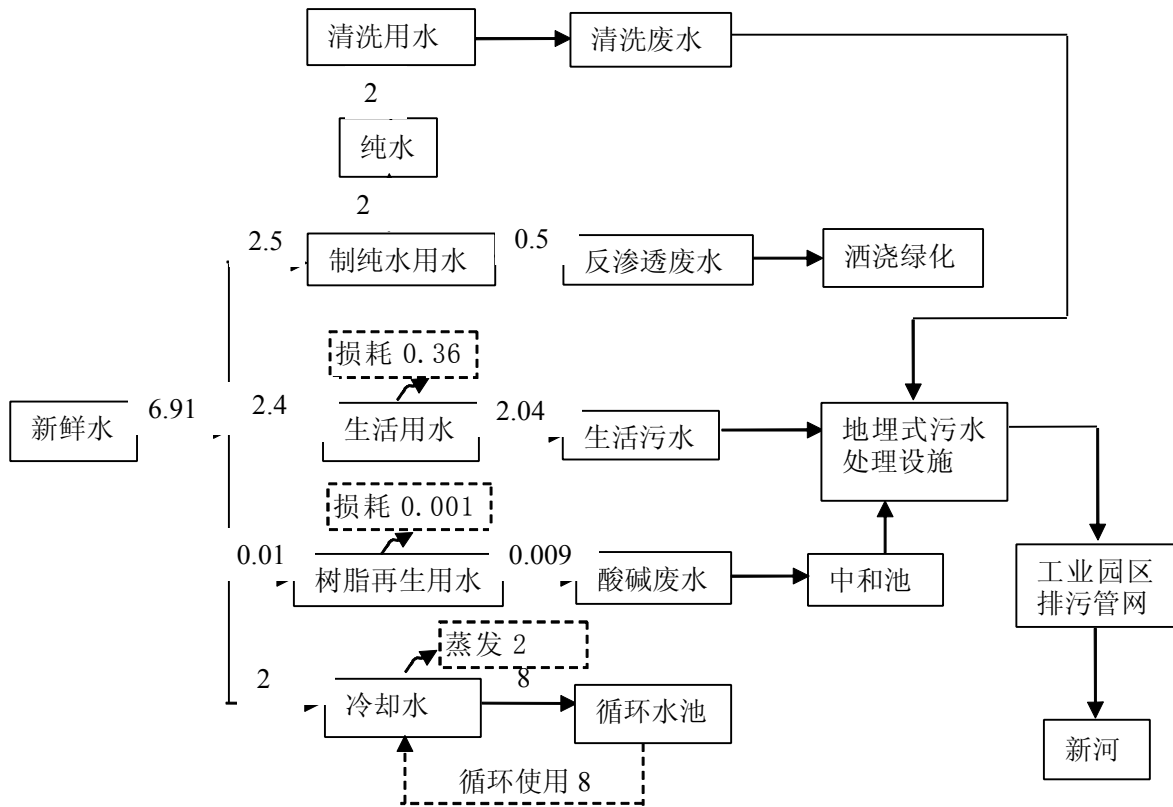 清洗用水
清洗废水
2
纯水
2
2.5
制纯水用水
0.5
反渗透废水
洒浇绿化
损耗 0.36
新鲜水
6.91
2.4
生活用水
2.04
生活污水
地埋式污水
处理设施
损耗 0.001
0.01
树脂再生用水
0.009
酸碱废水
中和池
工业园区
排污管网
蒸发 2
2
冷却水
8
循环水池
新河
循环使用 8